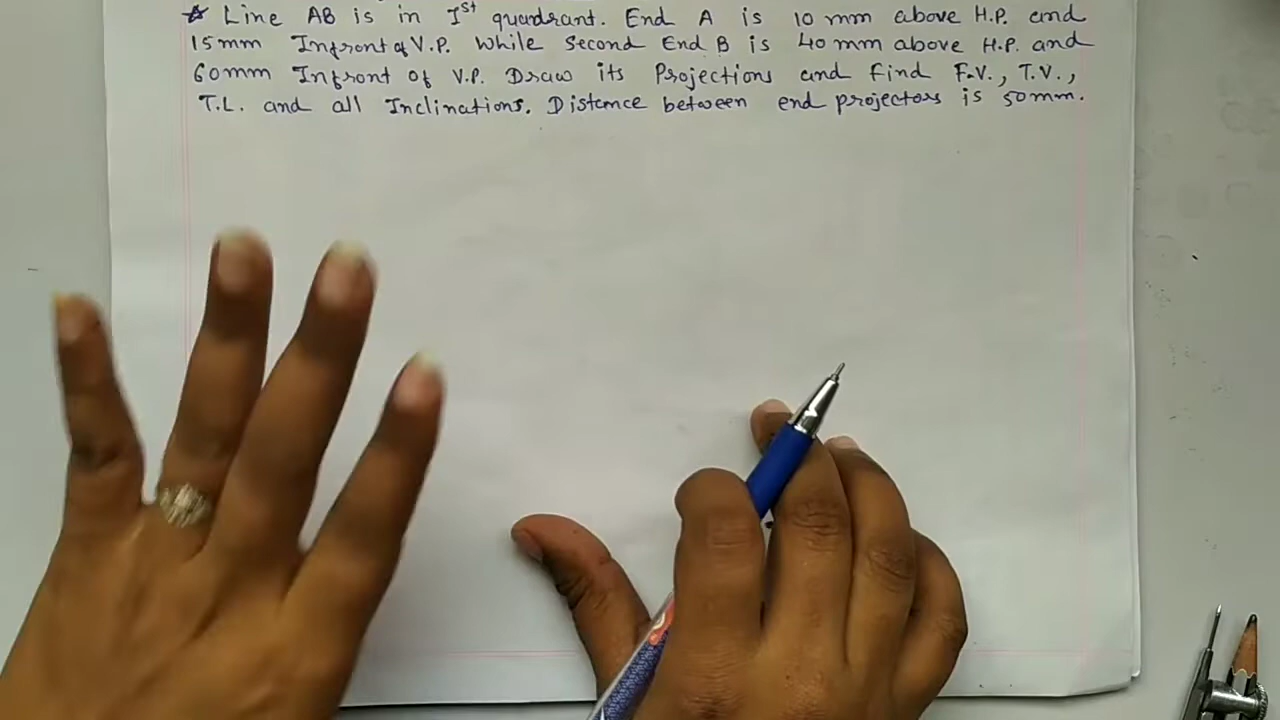 ☆ Line AB is in Ist quadrant. End A is 10 mm above H.P. and
15mm Infront of V.P. While Second End B is 40 mm above H.P. and
60mm Infront of V.P. Draw its Projections and find F.V., T.V.,
T.L. and all Inclinations. Distance between end projectors is 50mm.